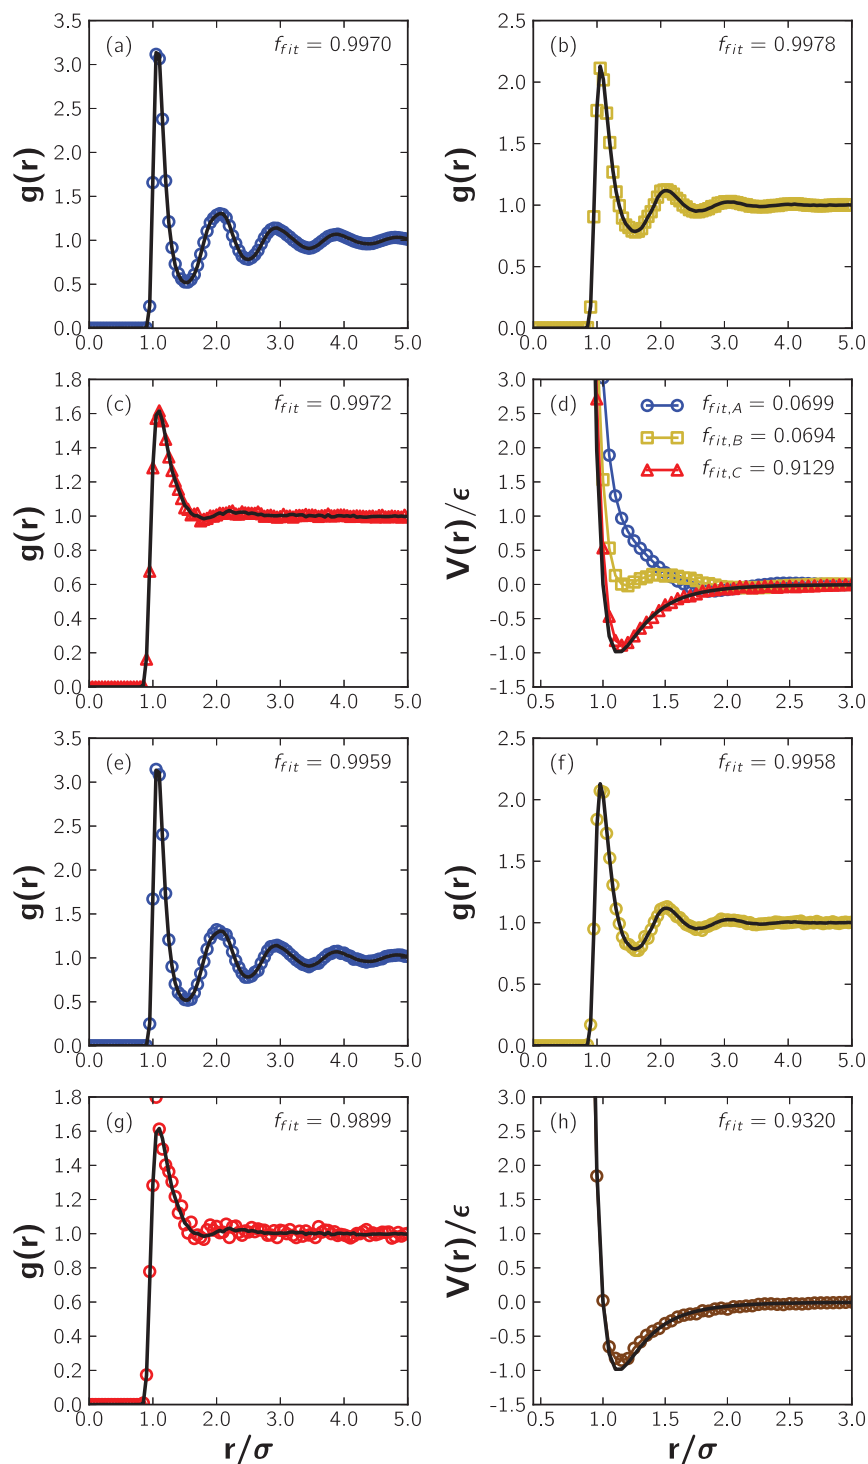 (a) f_fit = 0.9970
g(r)
3.5
3.0
2.5
2.0
1.5
1.0
0.5
0.0
0.0 1.0 2.0 3.0 4.0 5.0
(b) f_fit = 0.9978
g(r)
2.5
2.0
1.5
1.0
0.5
0.0
0.0 1.0 2.0 3.0 4.0 5.0
(c) f_fit = 0.9972
g(r)
1.8
1.6
1.4
1.2
1.0
0.8
0.6
0.4
0.2
0.0
0.0 1.0 2.0 3.0 4.0 5.0
(d) f_fit,A = 0.0699
f_fit,B = 0.0694
f_fit,C = 0.9129
V(r)/ϵ
3.0
2.5
2.0
1.5
1.0
0.5
0.0
-0.5
-1.0
-1.5
0.5 1.0 1.5 2.0 2.5 3.0
(e) f_fit = 0.9959
g(r)
3.5
3.0
2.5
2.0
1.5
1.0
0.5
0.0
0.0 1.0 2.0 3.0 4.0 5.0
(f) f_fit = 0.9958
g(r)
2.5
2.0
1.5
1.0
0.5
0.0
0.0 1.0 2.0 3.0 4.0 5.0
(g) f_fit = 0.9899
g(r)
1.8
1.6
1.4
1.2
1.0
0.8
0.6
0.4
0.2
0.0
0.0 1.0 2.0 3.0 4.0 5.0
r/σ
(h) f_fit = 0.9320
V(r)/ϵ
3.0
2.5
2.0
1.5
1.0
0.5
0.0
-0.5
-1.0
-1.5
0.5 1.0 1.5 2.0 2.5 3.0
r/σ